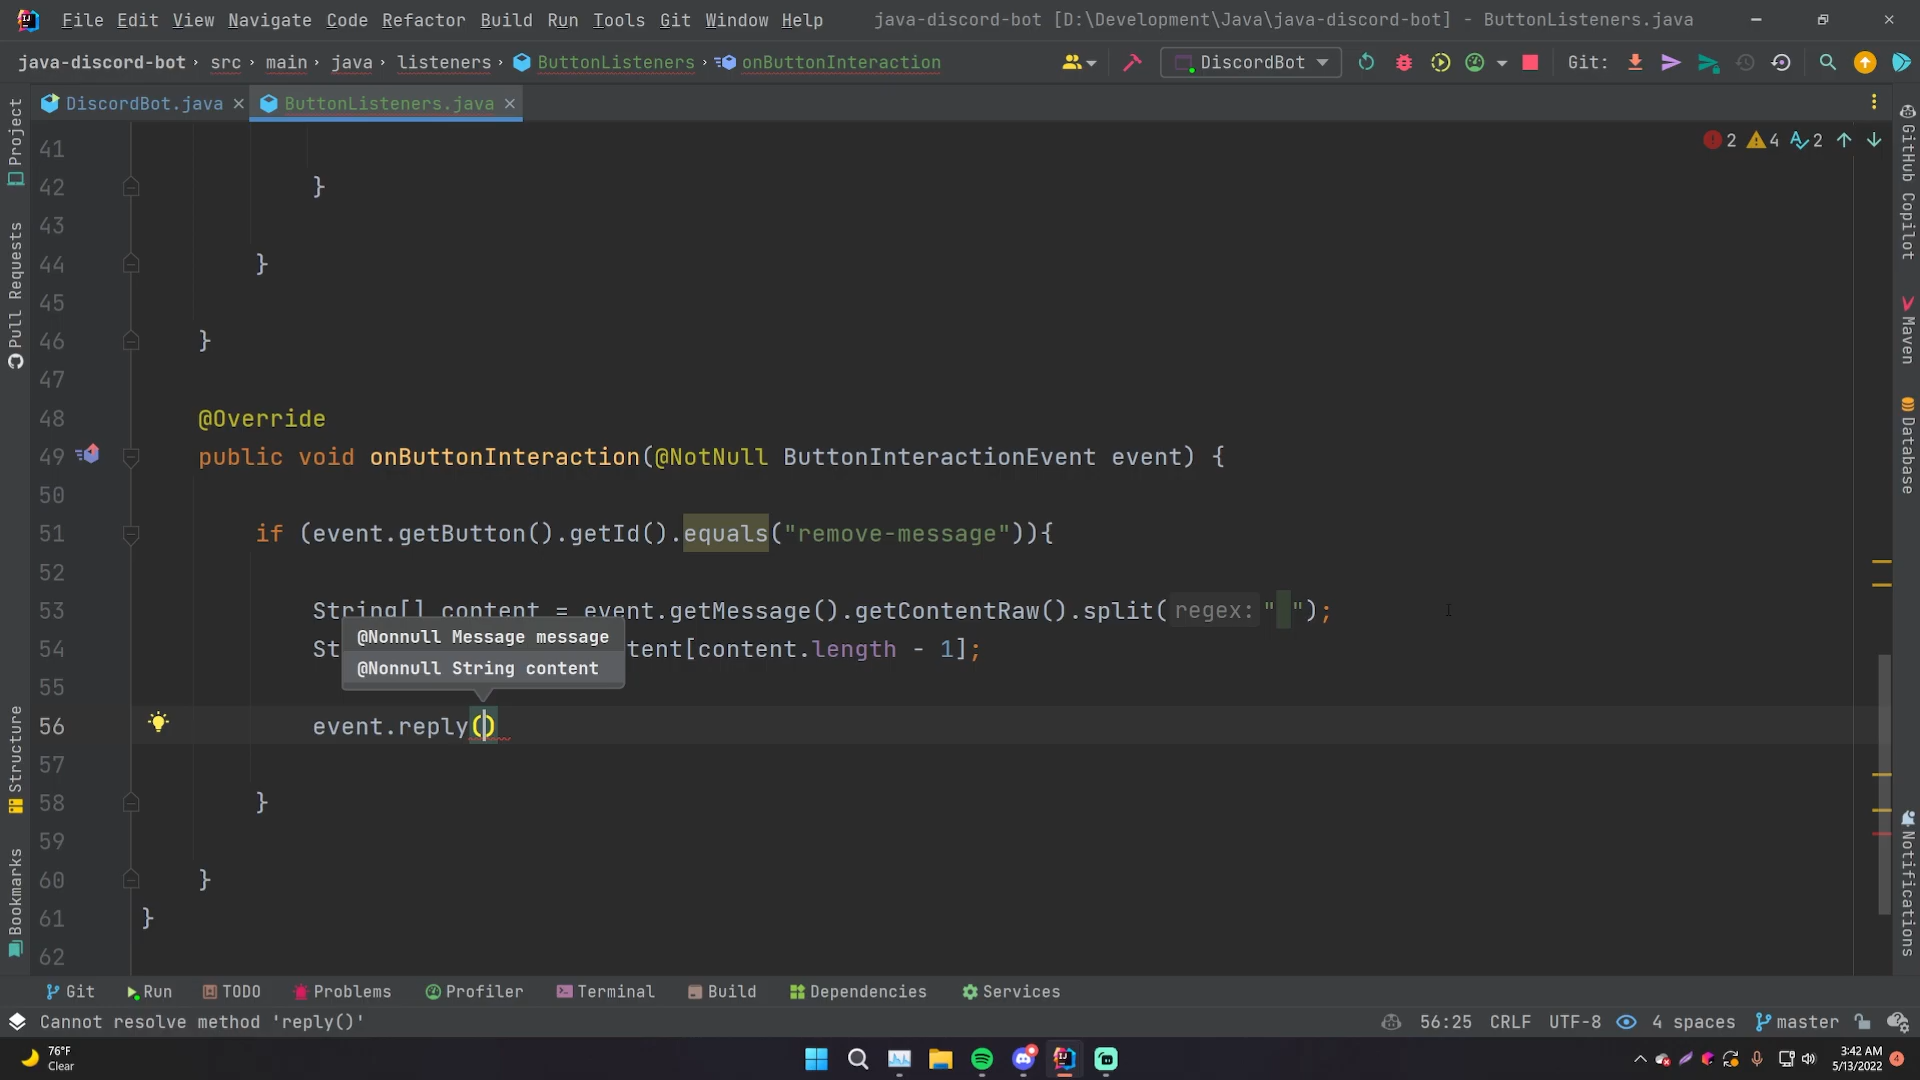 File Edit View Navigate Code Refactor Build Run Tools Git Window Help java-discord-bot [D:\Development\Java\java-discord-bot] - ButtonListeners.java
java-discord-bot › src › main › java › listeners › ButtonListeners › onButtonInteraction DiscordBot Git:
DiscordBot.java ButtonListeners.java
2 4 2
Project
Pull Requests
Structure
Bookmarks
41
42 }
43
44 }
45
46 }
47
48 @Override
49 public void onButtonInteraction(@NotNull ButtonInteractionEvent event) {
50
51 if (event.getButton().getId().equals("remove-message")){
52
53 String[] content = event.getMessage().getContentRaw().split( regex: " ");
@Nonnull Message message
54 St tent[content.length - 1];
@Nonnull String content
55
56 event.reply()
57
58 }
59
60 }
61 }
62
GitHub Copilot
Maven
Database
Notifications
Git Run TODO Problems Profiler Terminal Build Dependencies Services
Cannot resolve method 'reply()' 56:25 CRLF UTF-8 4 spaces master
76°F
Clear
3:42 AM
5/13/2022
4